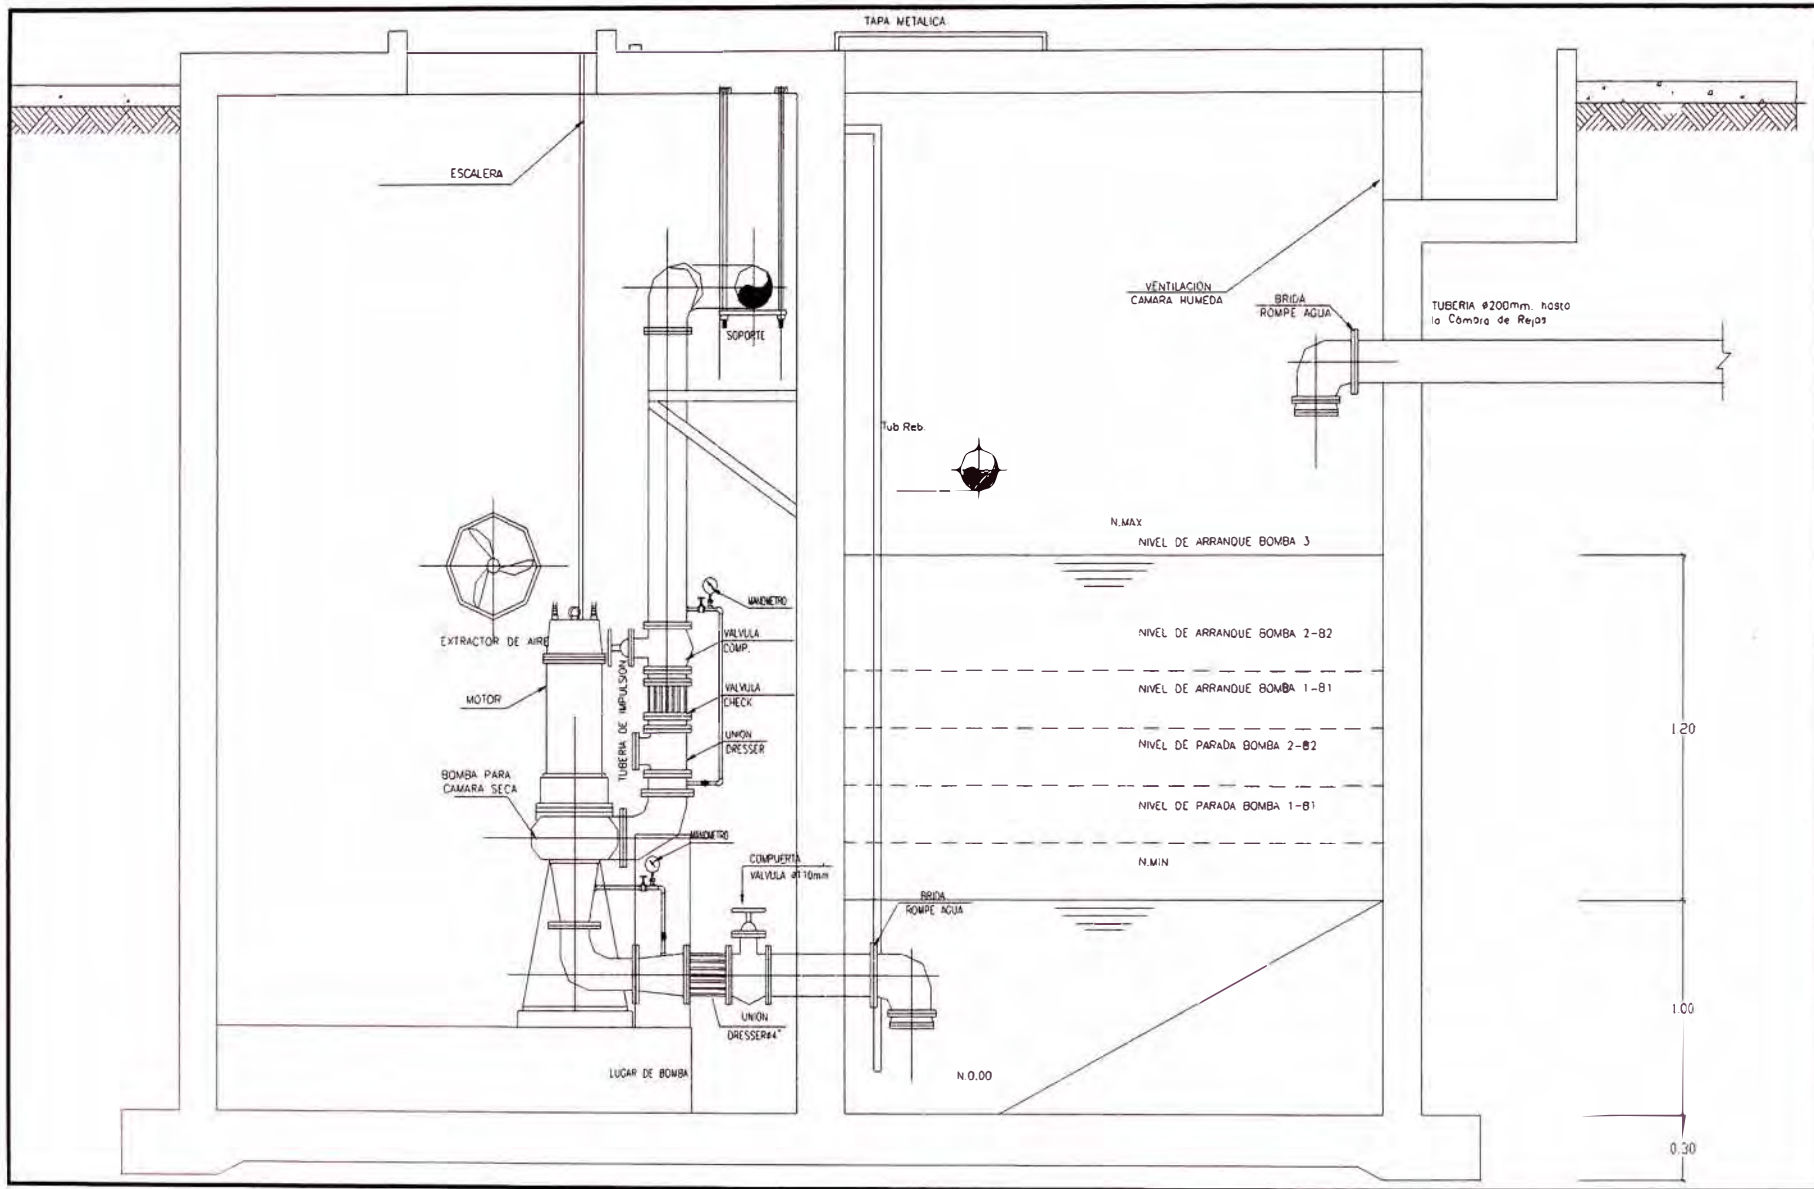 TAPA METALICA
ESCALERA
VENTILACIÓN
CAMARA HUMEDA
BRIDA
ROMPE AGUA
TUBERIA ø200mm. hasta
la Cámara de Rejas
SOPORTE
Tub Reb.
N.MAX
NIVEL DE ARRANQUE BOMBA 3
MANOMETRO
EXTRACTOR DE AIRE
VALVULA
COMP.
NIVEL DE ARRANQUE BOMBA 2-B2
TUBERIA DE IMPULSION
MOTOR
VALVULA
CHECK
NIVEL DE ARRANQUE BOMBA 1-B1
UNION
DRESSER
NIVEL DE PARADA BOMBA 2-B2
1.20
BOMBA PARA
CAMARA SECA
NIVEL DE PARADA BOMBA 1-B1
MANOMETRO
COMPUERTA
VALVULA ø110mm
N.MIN
BRIDA
ROMPE AGUA
UNION
DRESSERø4"
1.00
LUGAR DE BOMBA
N.0.00
0.30